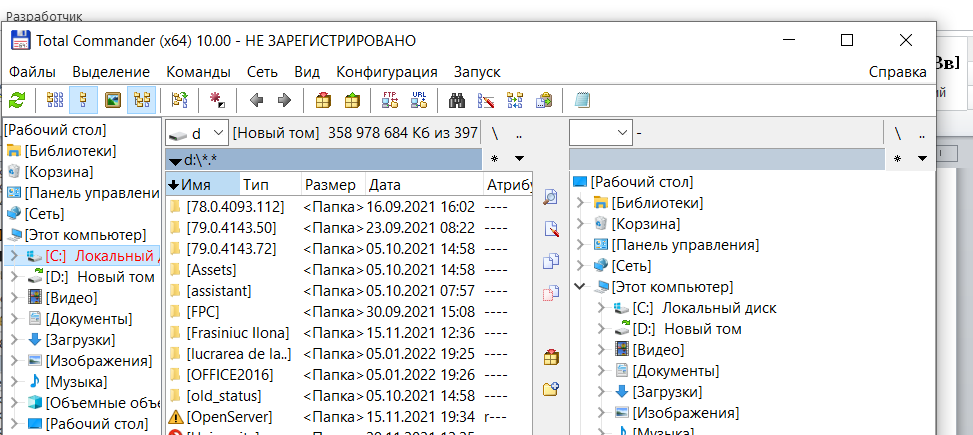 Разработчик
Total Commander (x64) 10.00 - НЕ ЗАРЕГИСТРИРОВАНО
Файлы Выделение Команды Сеть Вид Конфигурация Запуск Справка
FTP URL
d [Новый том] 358 978 684 Кб из 397 \ .. - \ ..
d:\*.* * *
Имя Тип Размер Дата Атрибу
[Рабочий стол]
[Библиотеки]
[Корзина]
[Панель управлени
[Сеть]
[Этот компьютер]
[C:] Локальный д
[D:] Новый том
[Видео]
[Документы]
[Загрузки]
[Изображения]
[Музыка]
[Объемные объе
[Рабочий стол]
[78.0.4093.112] <Папка> 16.09.2021 16:02 ----
[79.0.4143.50] <Папка> 23.09.2021 08:22 ----
[79.0.4143.72] <Папка> 05.10.2021 14:58 ----
[Assets] <Папка> 05.10.2021 14:58 ----
[assistant] <Папка> 05.10.2021 07:57 ----
[FPC] <Папка> 30.09.2021 15:08 ----
[Frasiniuc Ilona] <Папка> 15.11.2021 12:36 ----
[lucrarea de la..] <Папка> 05.01.2022 19:25 ----
[OFFICE2016] <Папка> 05.01.2022 19:26 ----
[old_status] <Папка> 05.10.2021 14:58 ----
[OpenServer] <Папка> 15.11.2021 19:34 r---
[Рабочий стол]
[Библиотеки]
[Корзина]
[Панель управления]
[Сеть]
[Этот компьютер]
[C:] Локальный диск
[D:] Новый том
[Видео]
[Документы]
[Загрузки]
[Изображения]
[Музыка]